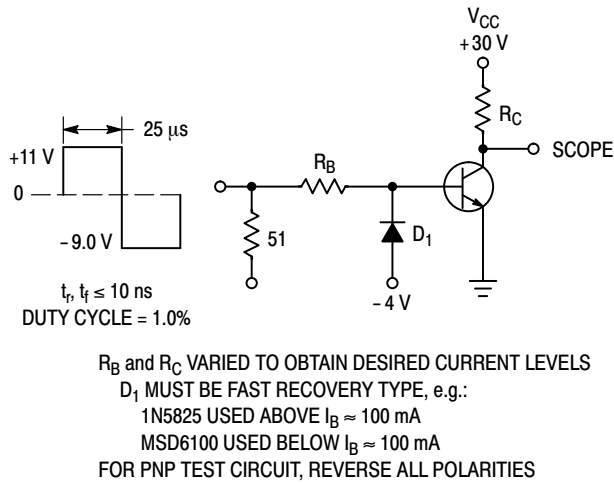 V_CC
+30 V
25 μs
R_C
+11 V
SCOPE
R_B
0
51
D_1
– 9.0 V
– 4 V
t_r, t_f ≤ 10 ns
DUTY CYCLE = 1.0%
R_B and R_C VARIED TO OBTAIN DESIRED CURRENT LEVELS
D_1 MUST BE FAST RECOVERY TYPE, e.g.:
1N5825 USED ABOVE I_B ≈ 100 mA
MSD6100 USED BELOW I_B ≈ 100 mA
FOR PNP TEST CIRCUIT, REVERSE ALL POLARITIES